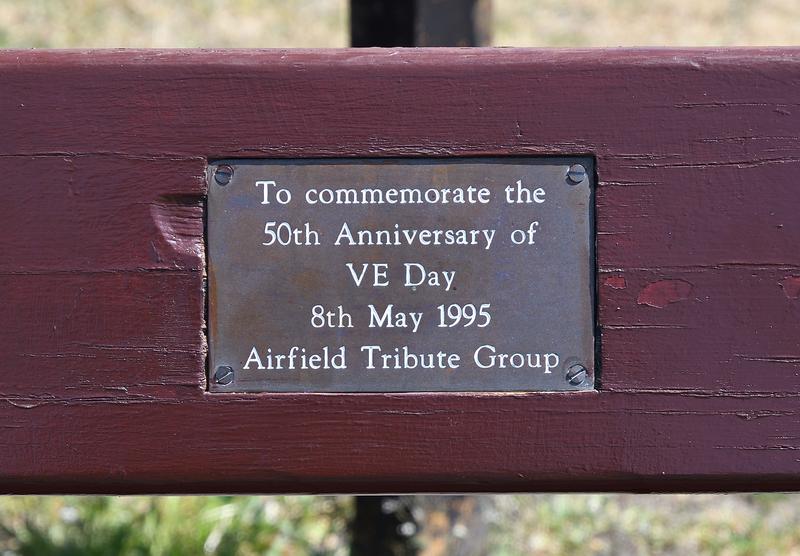 To commemorate the
50th Anniversary of
VE Day
8th May 1995
Airfield Tribute Group